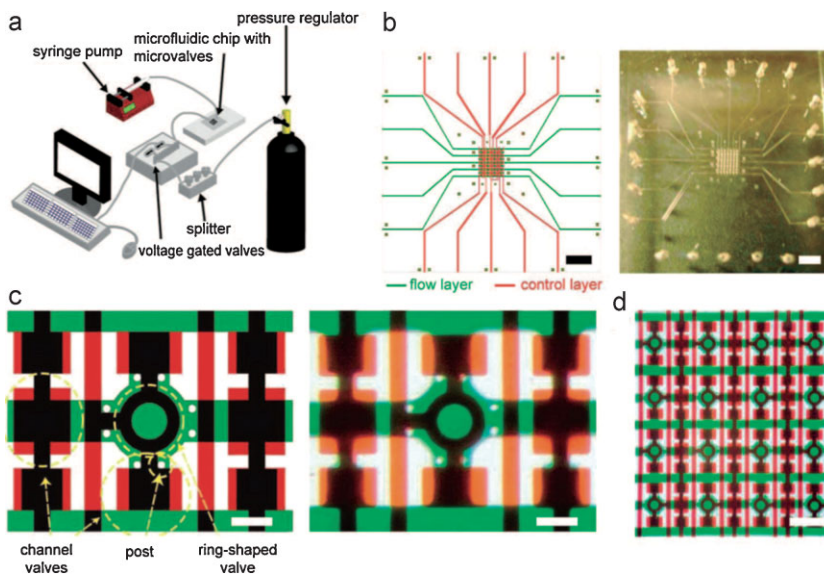 a
pressure regulator
microfluidic chip with
microvalves
syringe pump
splitter
voltage gated valves
b
flow layer
control layer
c
channel
valves
post
ring-shaped
valve
d